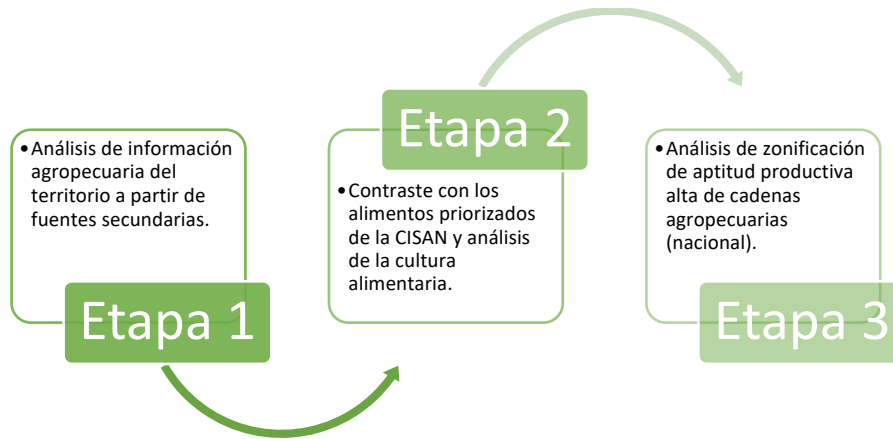 •Análisis de información
agropecuaria del
territorio a partir de
fuentes secundarias.
Etapa 1
Etapa 2
•Contraste con los
alimentos priorizados
de la CISAN y análisis
de la cultura
alimentaria.
•Análisis de zonificación
de aptitud productiva
alta de cadenas
agropecuarias
(nacional).
Etapa 3